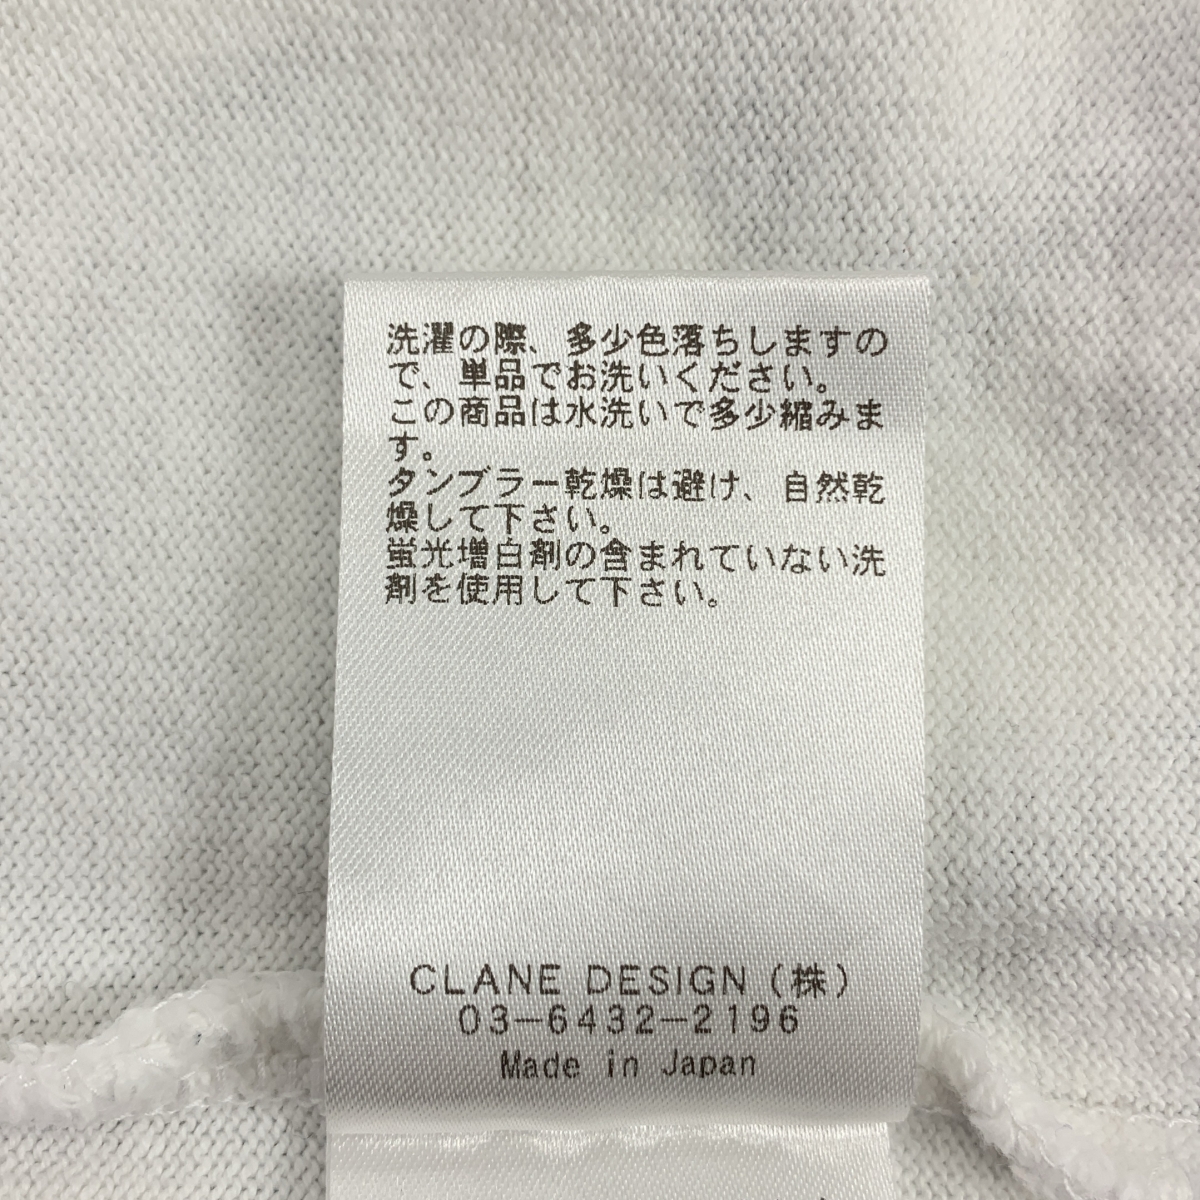 洗濯の際、多少色落ちしますの
で、単品でお洗いください。
この商品は水洗いで多少縮みま
す。
タンブラー乾燥は避け、自然乾
燥して下さい。
蛍光増白剤の含まれていない洗
剤を使用して下さい。
CLANE DESIGN（株）
03-6432-2196
Made in Japan